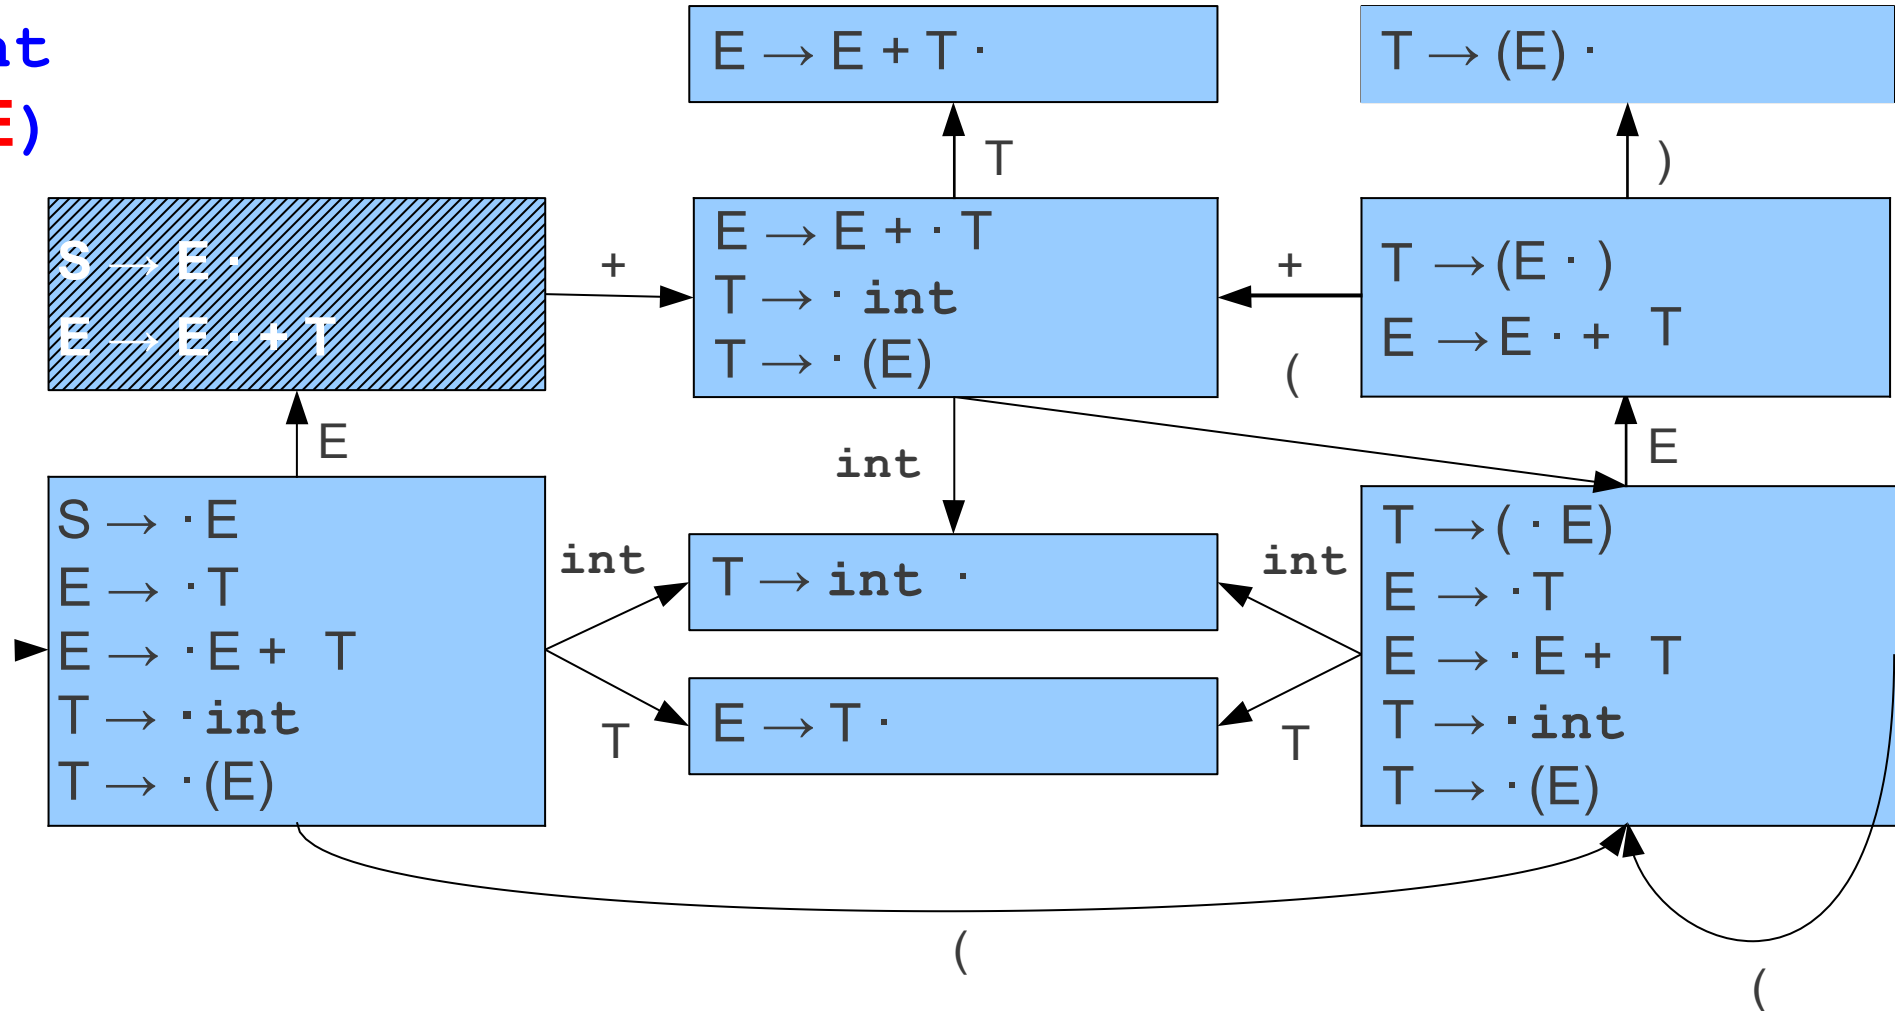 nt
E)
E → E + T ·
T → (E) ·
T
)
S → E ·
E → E · + T
+
E → E + · T
T → · int
T → · (E)
+
(
T → (E · )
E → E · + T
E
int
E
S → · E
E → · T
E → · E + T
T → · int
T → · (E)
int
T
T → int ·
E → T ·
int
T
T → ( · E)
E → · T
E → · E + T
T → · int
T → · (E)
(
(